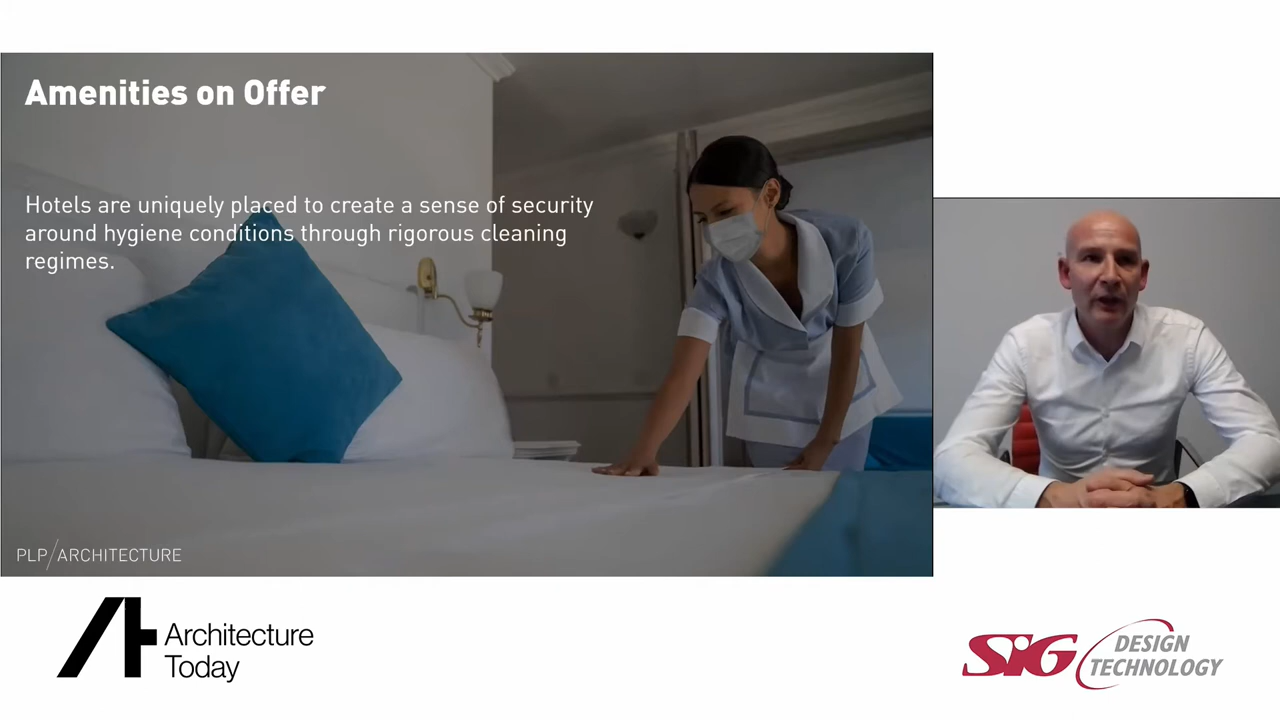 Amenities on Offer
Hotels are uniquely placed to create a sense of security
around hygiene conditions through rigorous cleaning
regimes.
PLP/ARCHITECTURE
Architecture
Today
SIG DESIGN
TECHNOLOGY